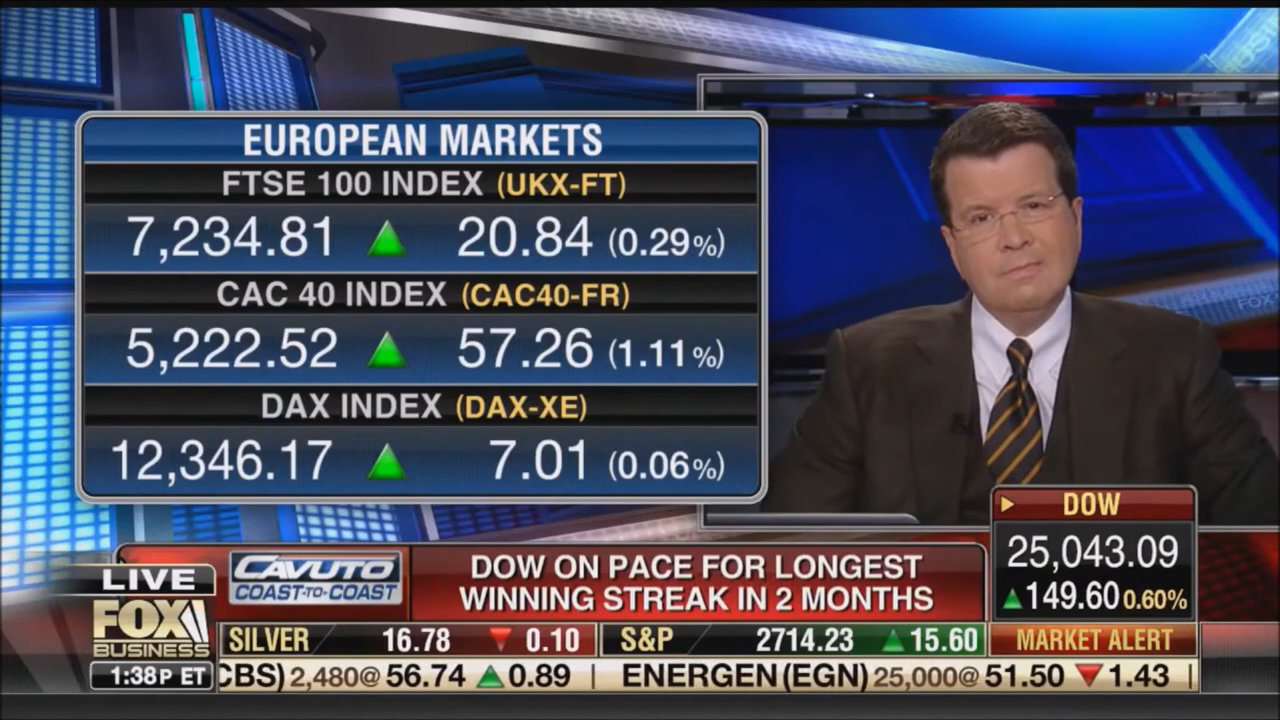 EUROPEAN MARKETS
FTSE 100 INDEX (UKX-FT)
7,234.81 ▲ 20.84 (0.29%)
CAC 40 INDEX (CAC40-FR)
5,222.52 ▲ 57.26 (1.11%)
DAX INDEX (DAX-XE)
12,346.17 ▲ 7.01 (0.06%)
DOW
25,043.09
▲149.60 0.60%
MARKET ALERT
CAVUTO
COAST-TO-COAST
DOW ON PACE FOR LONGEST
WINNING STREAK IN 2 MONTHS
LIVE
FOX
BUSINESS
1:38P ET
SILVER 16.78 ▼ 0.10
S&P 2714.23 ▲ 15.60
CBS) 2,480@ 56.74 ▲0.89 | ENERGEN (EGN) 25,000@ 51.50 ▼1.43 |
FOX